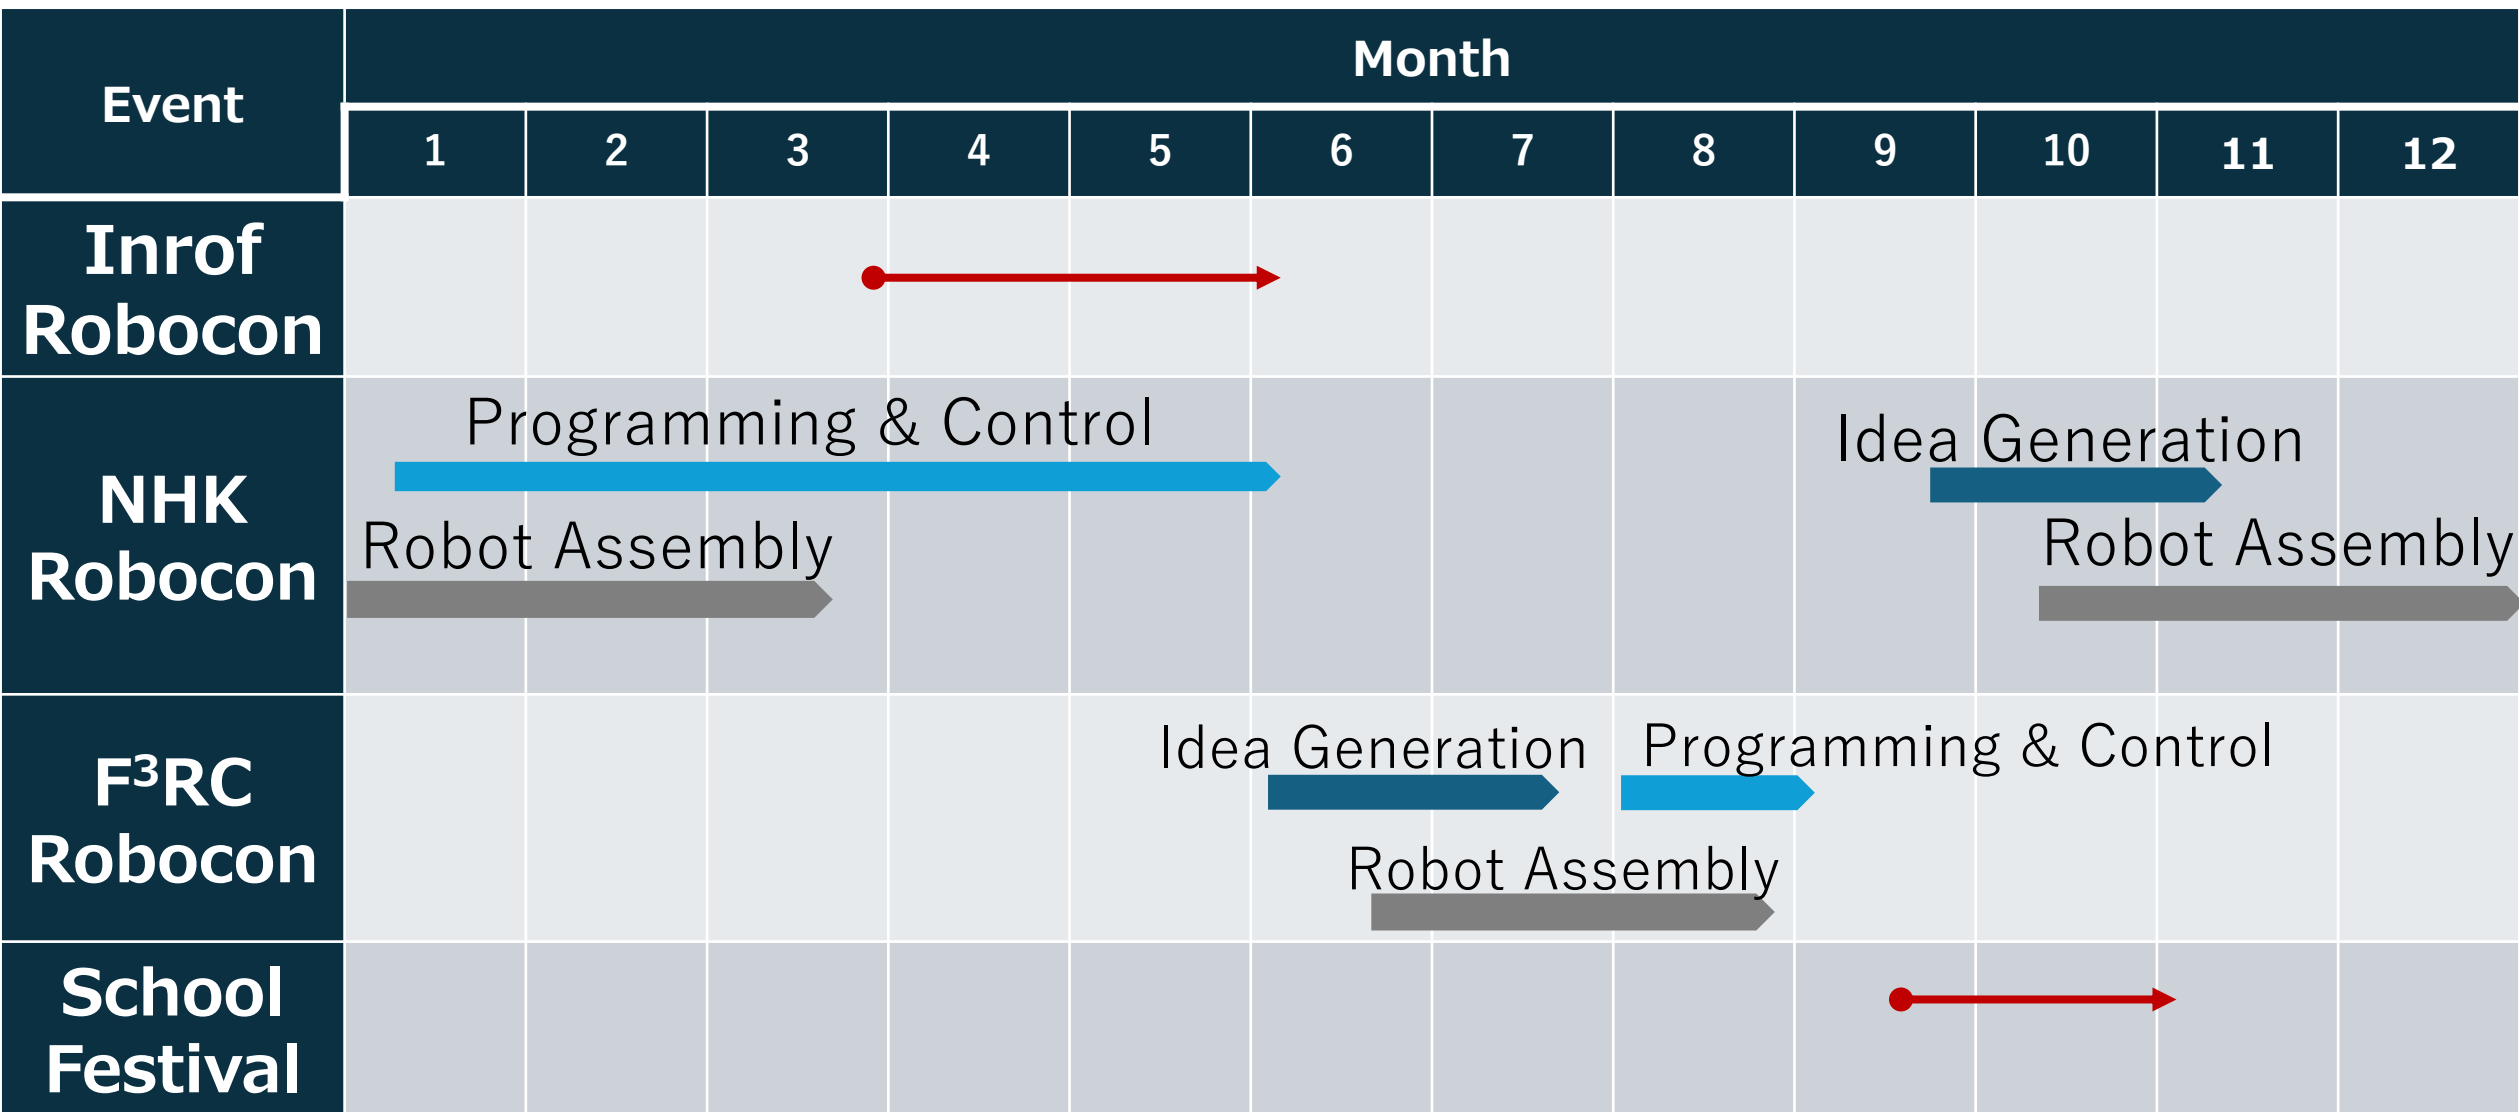 Event
Month
1 2 3 4 5 6 7 8 9 10 11 12
Inrof
Robocon
NHK
Robocon
Programming & Control
Idea Generation
Robot Assembly
Robot Assembly
F³RC
Robocon
Idea Generation
Programming & Control
Robot Assembly
School
Festival